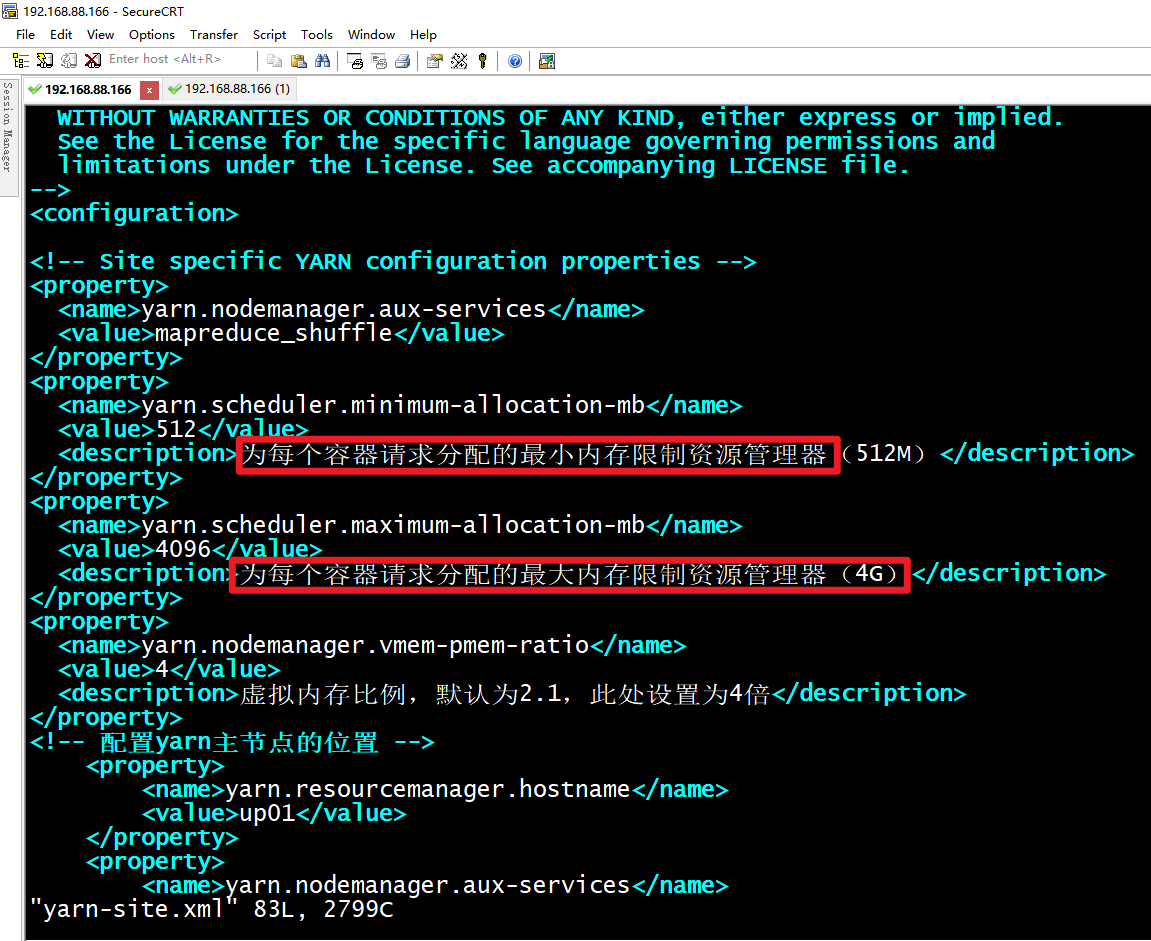 192.168.88.166 - SecureCRT
File Edit View Options Transfer Script Tools Window Help
Enter host <Alt+R>
192.168.88.166 x 192.168.88.166 (1)
Session Manager
WITHOUT WARRANTIES OR CONDITIONS OF ANY KIND, either express or implied.
See the License for the specific language governing permissions and
limitations under the License. See accompanying LICENSE file.
-->
<configuration>
<!-- Site specific YARN configuration properties -->
<property>
<name>yarn.nodemanager.aux-services</name>
<value>mapreduce_shuffle</value>
</property>
<property>
<name>yarn.scheduler.minimum-allocation-mb</name>
<value>512</value>
<description>为每个容器请求分配的最小内存限制资源管理器（512M）</description>
</property>
<property>
<name>yarn.scheduler.maximum-allocation-mb</name>
<value>4096</value>
<description>为每个容器请求分配的最大内存限制资源管理器（4G）</description>
</property>
<property>
<name>yarn.nodemanager.vmem-pmem-ratio</name>
<value>4</value>
<description>虚拟内存比例，默认为2.1，此处设置为4倍</description>
</property>
<!-- 配置yarn主节点的位置 -->
<property>
<name>yarn.resourcemanager.hostname</name>
<value>up01</value>
</property>
<property>
<name>yarn.nodemanager.aux-services</name>
"yarn-site.xml" 83L, 2799C